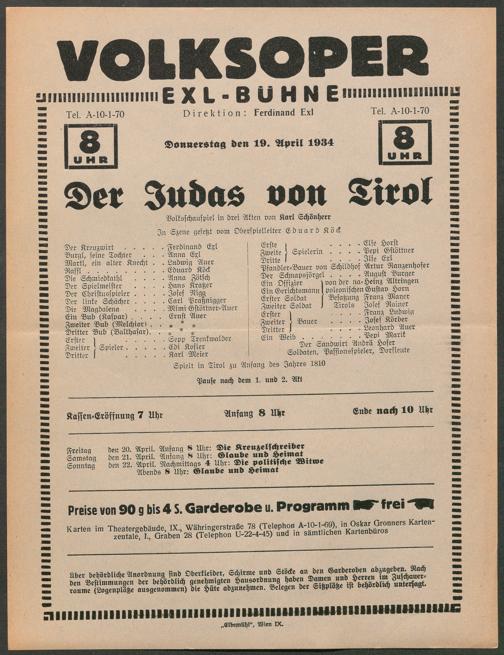 VOLKSOPER
EXL-BÜHNE
Tel. A-10-1-70 Direktion: Ferdinand Exl Tel. A-10-1-70
8 UHR Donnerstag den 19. April 1934 8 UHR
Der Judas von Tirol
Volksschauspiel in drei Akten von Karl Schönherr
In Szene gesetzt vom Oberspielleiter Eduard Köck
Der Kreuzwirt . . . . . Ferdinand Exl
Burgl, seine Tochter . . Anna Exl
Martl, ein alter Knecht . Ludwig Auer
Raffl . . . . . Eduard Köck
Die Schmiedtahl . . . . Anna Fölsch
Der Spielmeister . . . . Hans Kratzer
Der Christusspieler . . . . Josef Rigg
Der linke Schächer . . . Carl Praßnigger
Die Magdalena . . . . Mimi Gstöttner-Auer
Ein Bub (Kaspar) . . . . Ernst Auer
Zweiter Bub (Melchior) . . * * *
Dritter Bub (Balthasar) . . * * *
Erster } . . . . Sepp Trenkwalder
Zweiter } Spieler . . . . Edi Kofler
Dritter } . . . . Karl Meier
Erste } . . . . Else Horst
Zweite } Spielerin . . . . Pepi Gstöttner
Dritte } . . . . Ilse Exl
Pfandler-Bauer von Schildhof Artur Ranzenhofer
Der Schnapsjörgel . . . . August Burger
Ein Offizier } von der na- Heinz Altringen
Ein Gerichtsmann } poleonischen Gustav Horn
Erster Soldat } Besatzung Franz Maner
Zweiter Soldat } Tirols Josef Rainer
Erster } . . . . Franz Ludwig
Zweiter } Bauer . . . . Josef Körber
Dritter } . . . . Leonhard Auer
Ein Weib . . . . Pepi Marik
Der Sandwirt Andrä Hofer
Soldaten, Passionsspieler, Dorfleute
Spielt in Tirol zu Anfang des Jahres 1810
Pause nach dem 1. und 2. Akt
Kassen-Eröffnung 7 Uhr Anfang 8 Uhr Ende nach 10 Uhr
Freitag den 20. April. Anfang 8 Uhr: Die Kreuzelschreiber
Samstag den 21. April. Anfang 8 Uhr: Glaube und Heimat
Sonntag den 22. April. Nachmittags 4 Uhr: Die politische Witwe
Abends 8 Uhr: Glaube und Heimat
Preise von 90 g bis 4 S. Garderobe u. Programm frei
Karten im Theatergebäude, IX., Währingerstraße 78 (Telephon A-10-1-69), in Oskar Gronners Karten-
zentale, I., Graben 28 (Telephon U-22-4-45) und in sämtlichen Kartenbüros
Über behördliche Anordnung sind Oberkleider, Schirme und Stöcke an den Garderoben abzugeben. Nach
den Bestimmungen der behördlich genehmigten Hausordnung haben Damen und Herren im Zuschauer-
raume (Logenplätze ausgenommen) die Hüte abzunehmen. Belegen der Sitzplätze ist behördlich untersagt.
„Elbemühl", Wien IX.